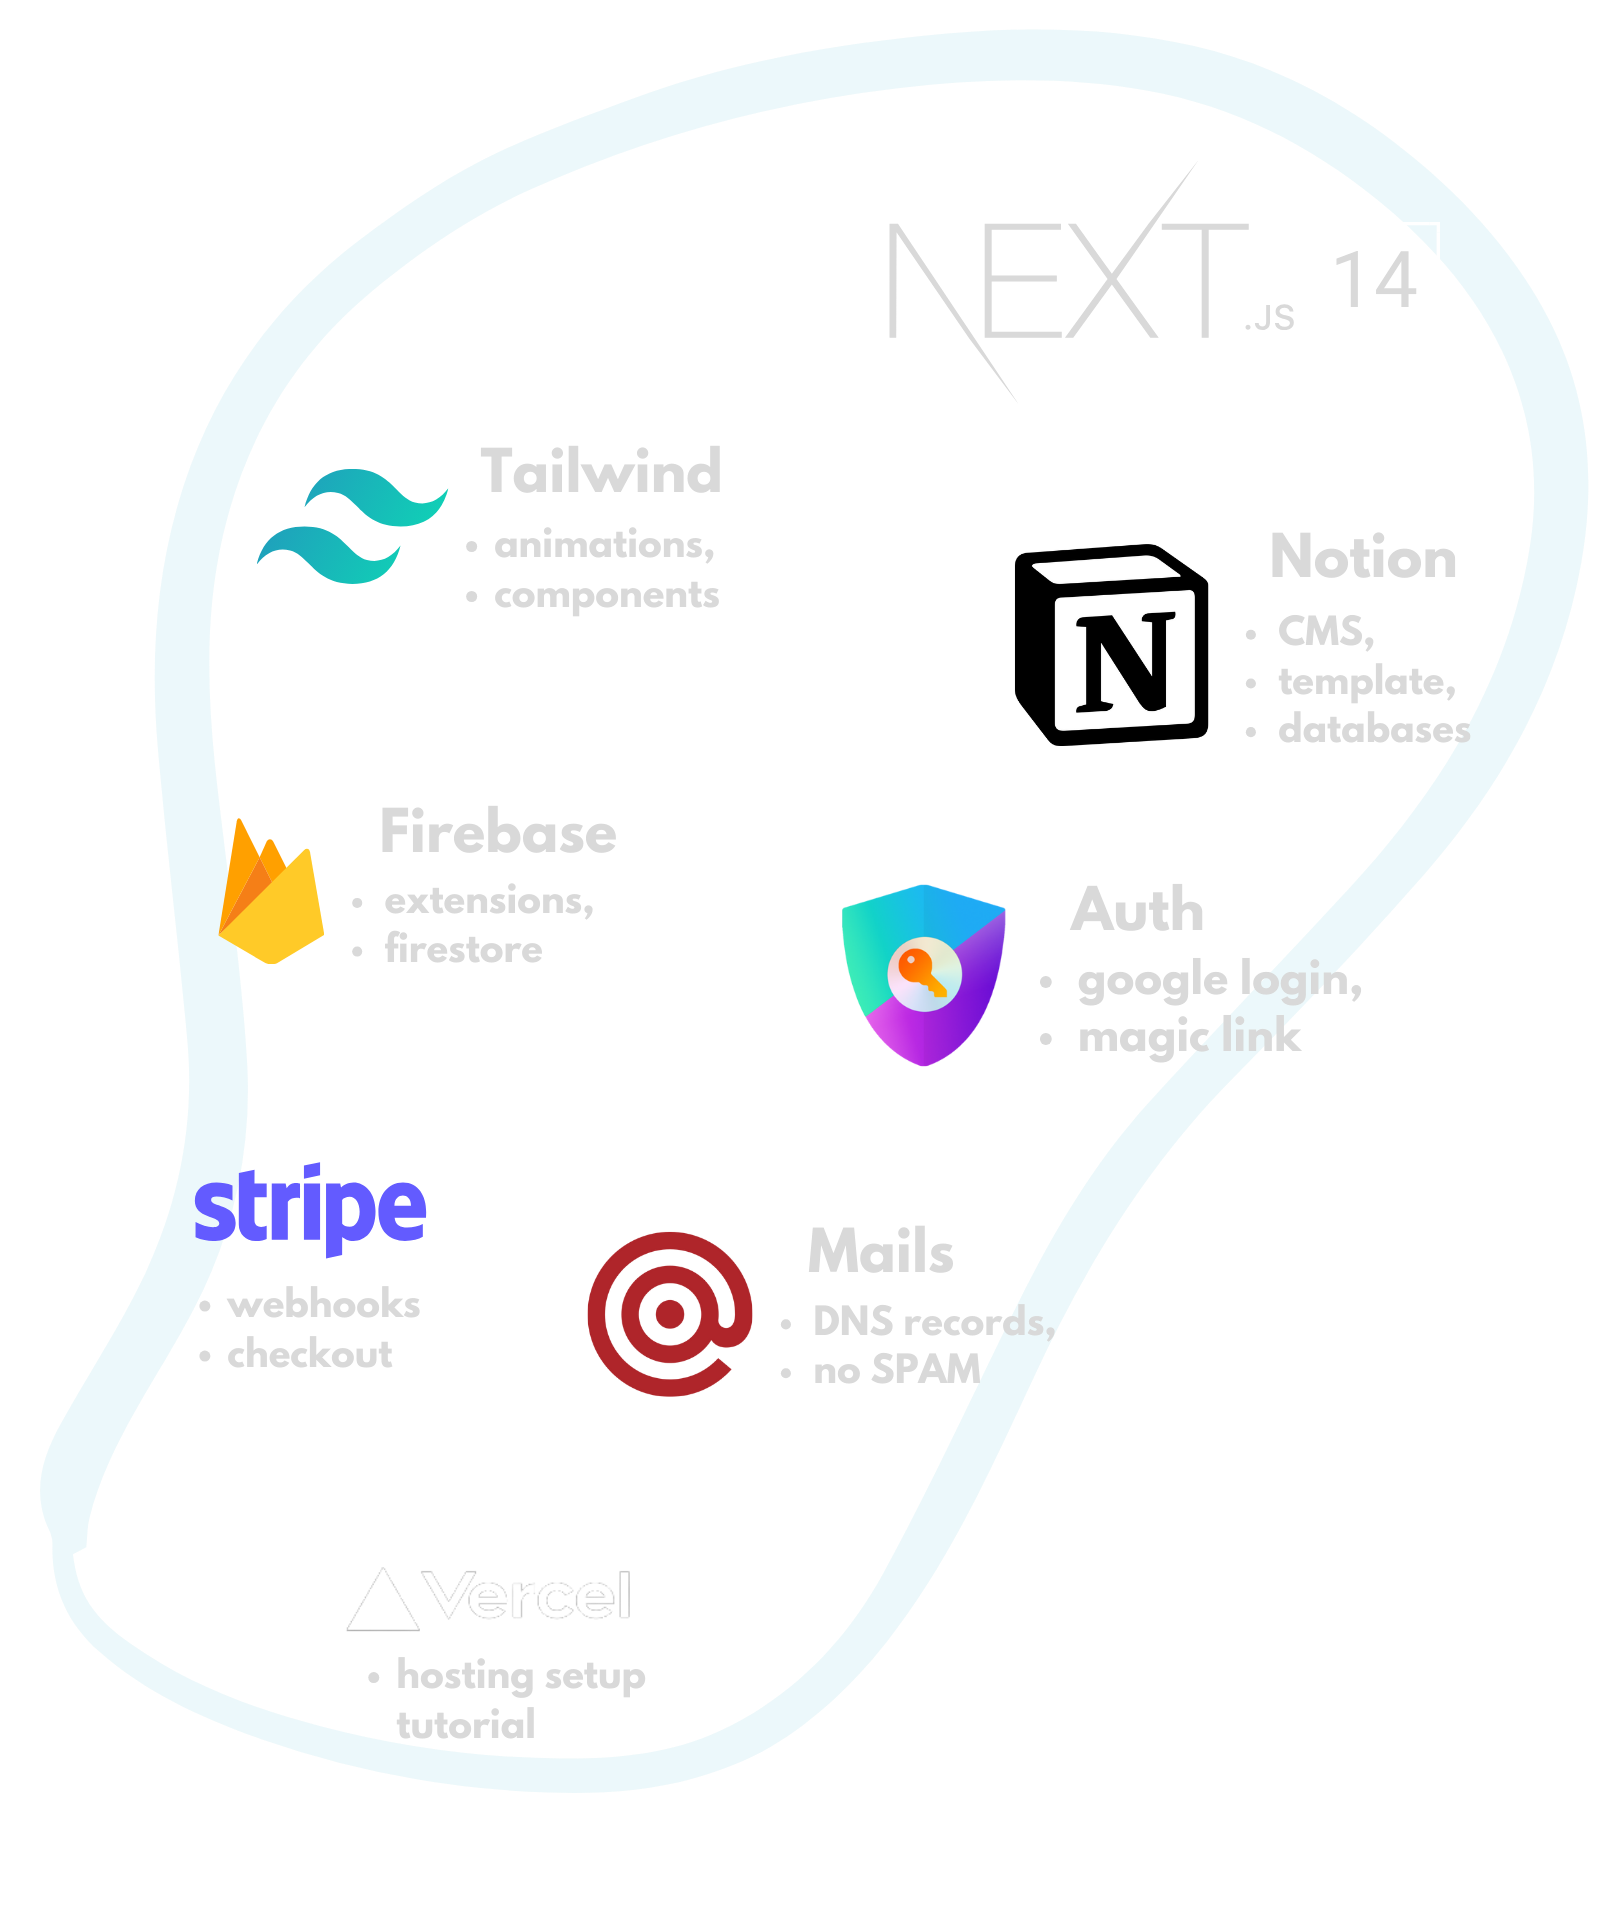 NEXT.JS 14
Tailwind
• animations,
• components
Notion
• CMS,
• template,
• databases
N
Firebase
• extensions,
• firestore
Auth
• google login,
• magic link
stripe
• webhooks
• checkout
Mails
• DNS records,
• no SPAM
Vercel
• hosting setup
tutorial